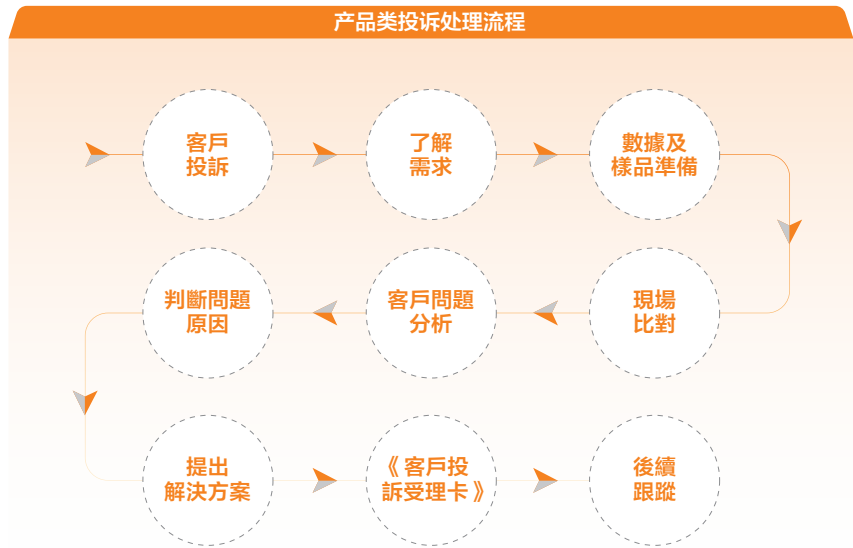 产品类投诉处理流程
客戶
投訴
了解
需求
數據及
樣品準備
判斷問題
原因
客戶問題
分析
現場
比對
提出
解決方案
《客戶投
訴受理卡》
後續
跟蹤